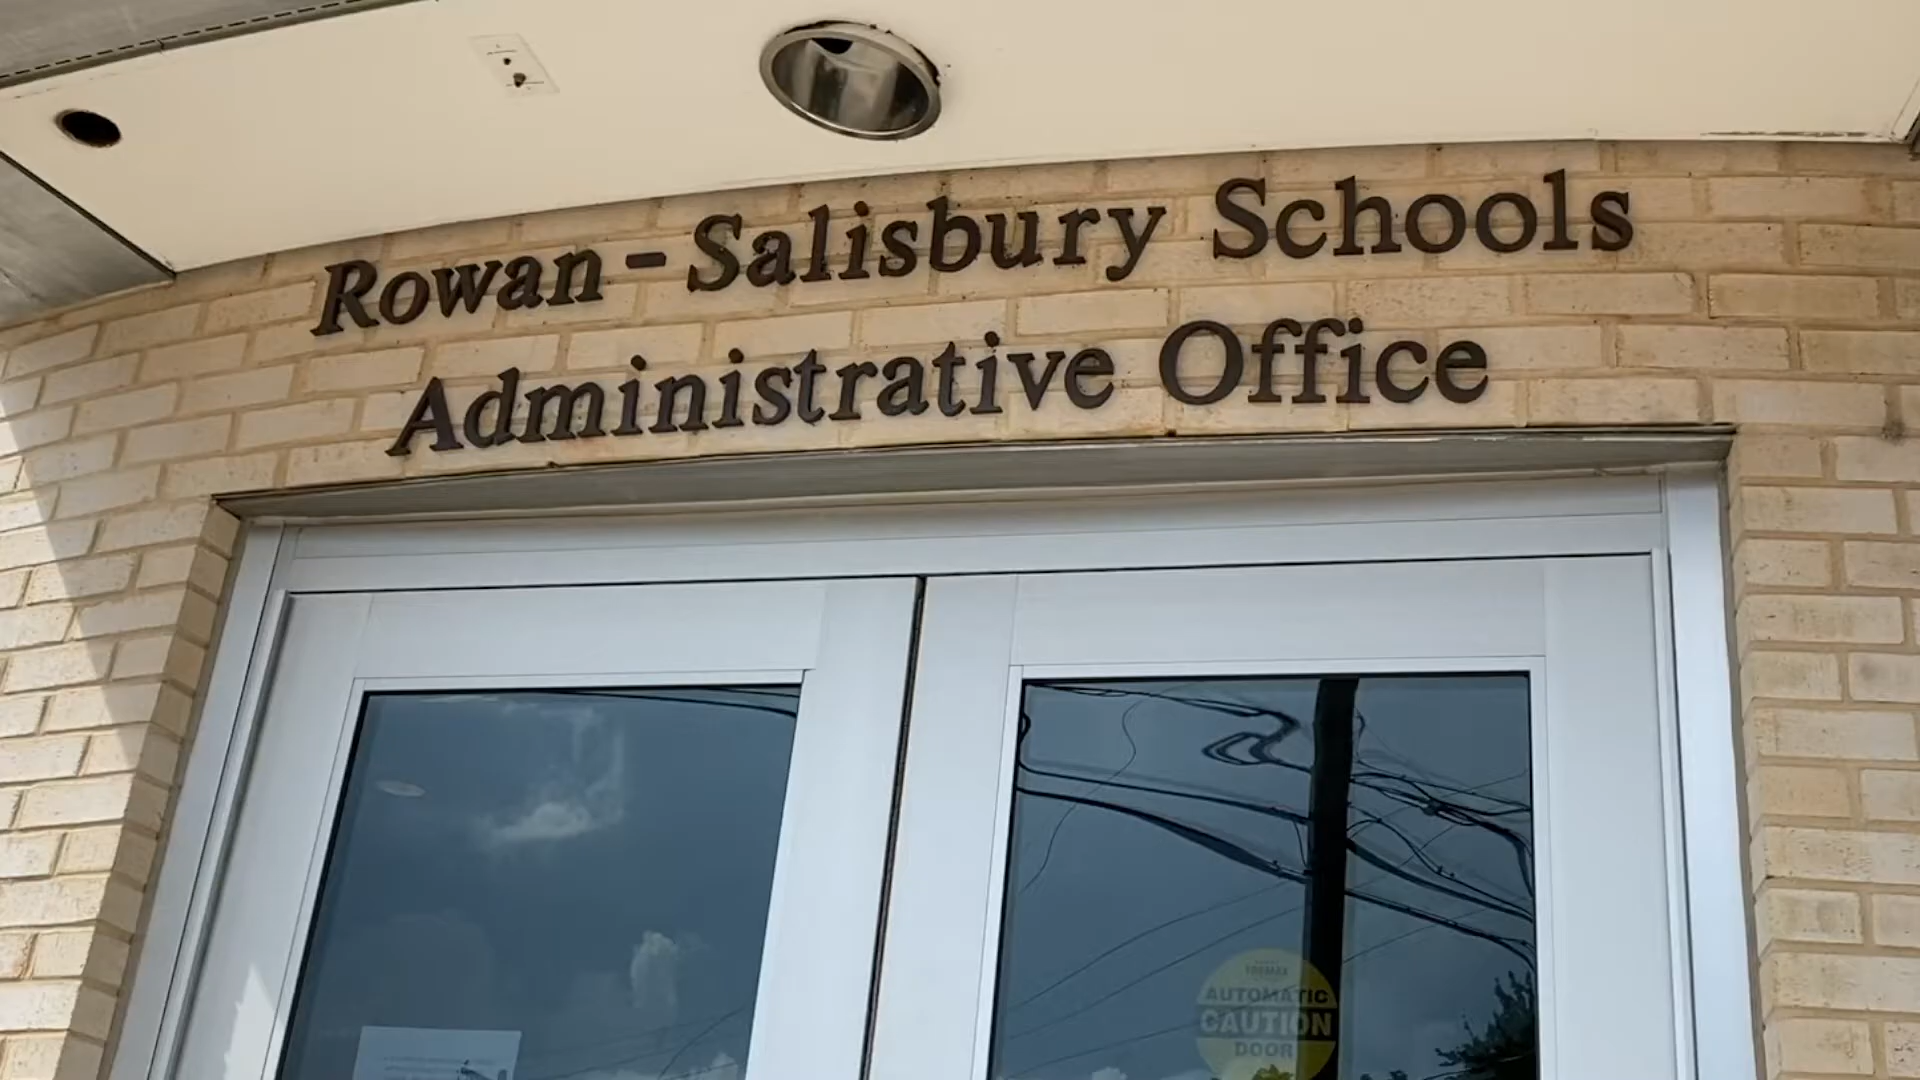 Rowan-Salisbury Schools
Administrative Office
AUTOMATIC
CAUTION
DOOR